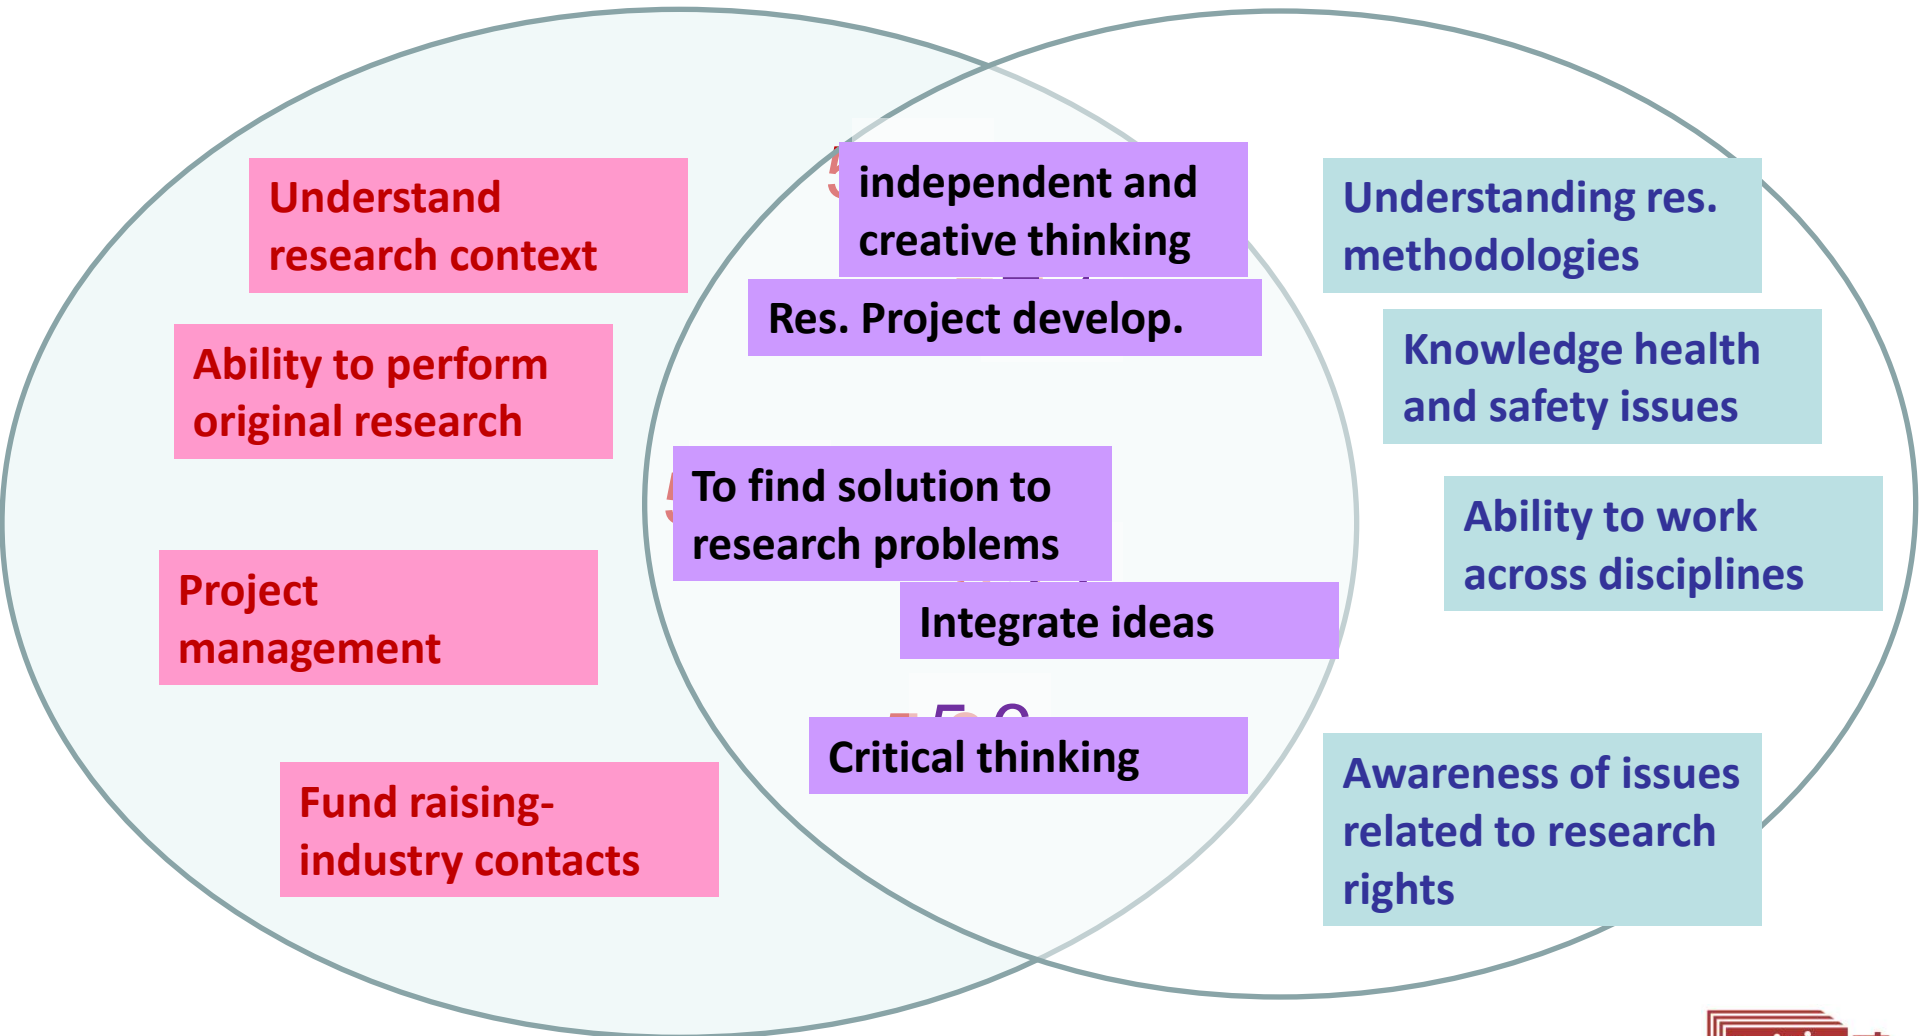 Understand
research context
Ability to perform
original research
Project
management
Fund raising-
industry contacts
independent and
creative thinking
Res. Project develop.
To find solution to
research problems
Integrate ideas
Critical thinking
Understanding res.
methodologies
Knowledge health
and safety issues
Ability to work
across disciplines
Awareness of issues
related to research
rights